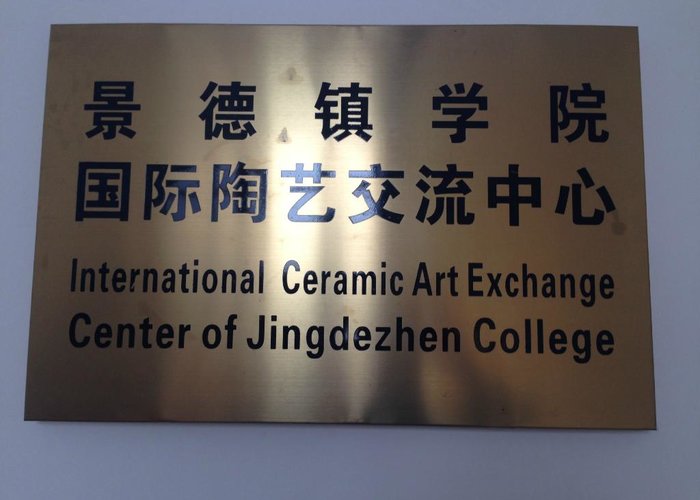 景德镇学院
国际陶艺交流中心
International Ceramic Art Exchange
Center of Jingdezhen College